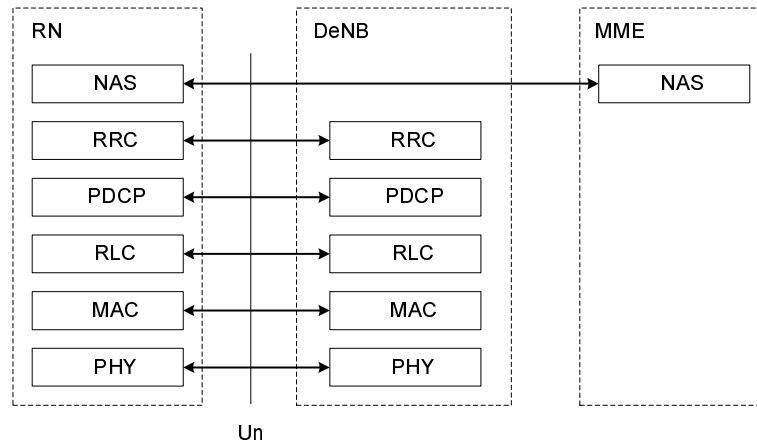 RN DeNB MME
NAS NAS
RRC RRC
PDCP PDCP
RLC RLC
MAC MAC
PHY PHY
Un